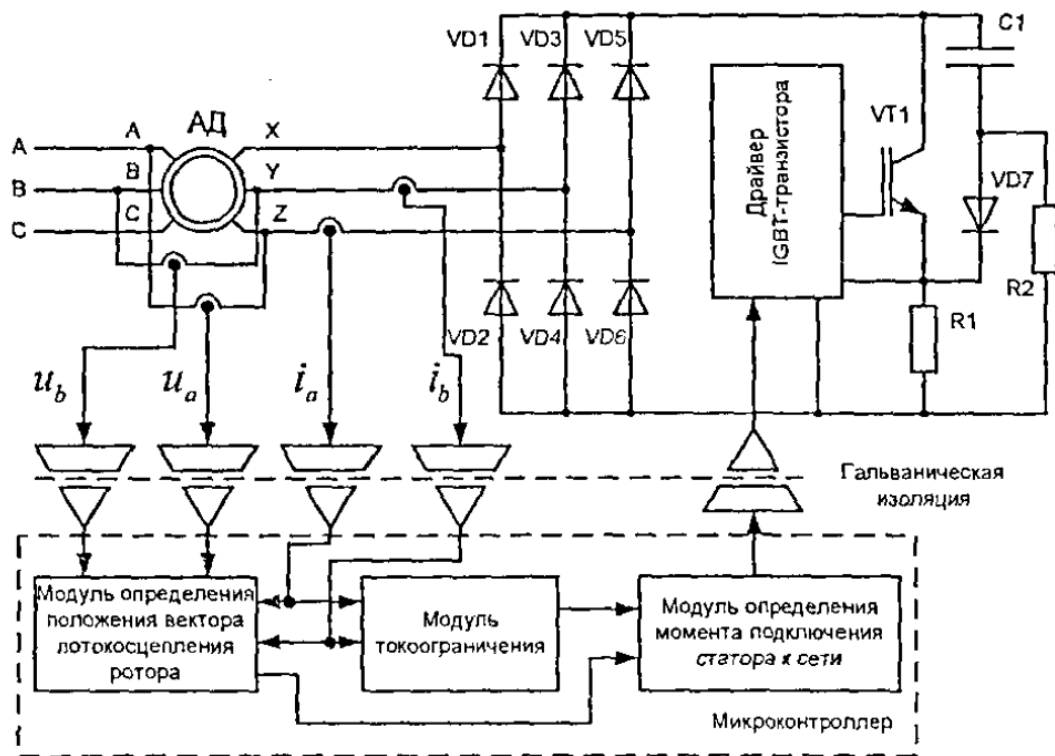 VD1 VD3 VD5
C1
АД
A A X
B B Y
C C Z
Драйвер
IGBT-транзистора
VT1
VD7
R2
R1
VD2 VD4 VD6
u_b u_a i_a i_b
Гальваническая
изоляция
Модуль определения
положения вектора
лотокосцепления
ротора
Модуль
токоограничения
Модуль определения
момента подключения
статора к сети
Микроконтроллер